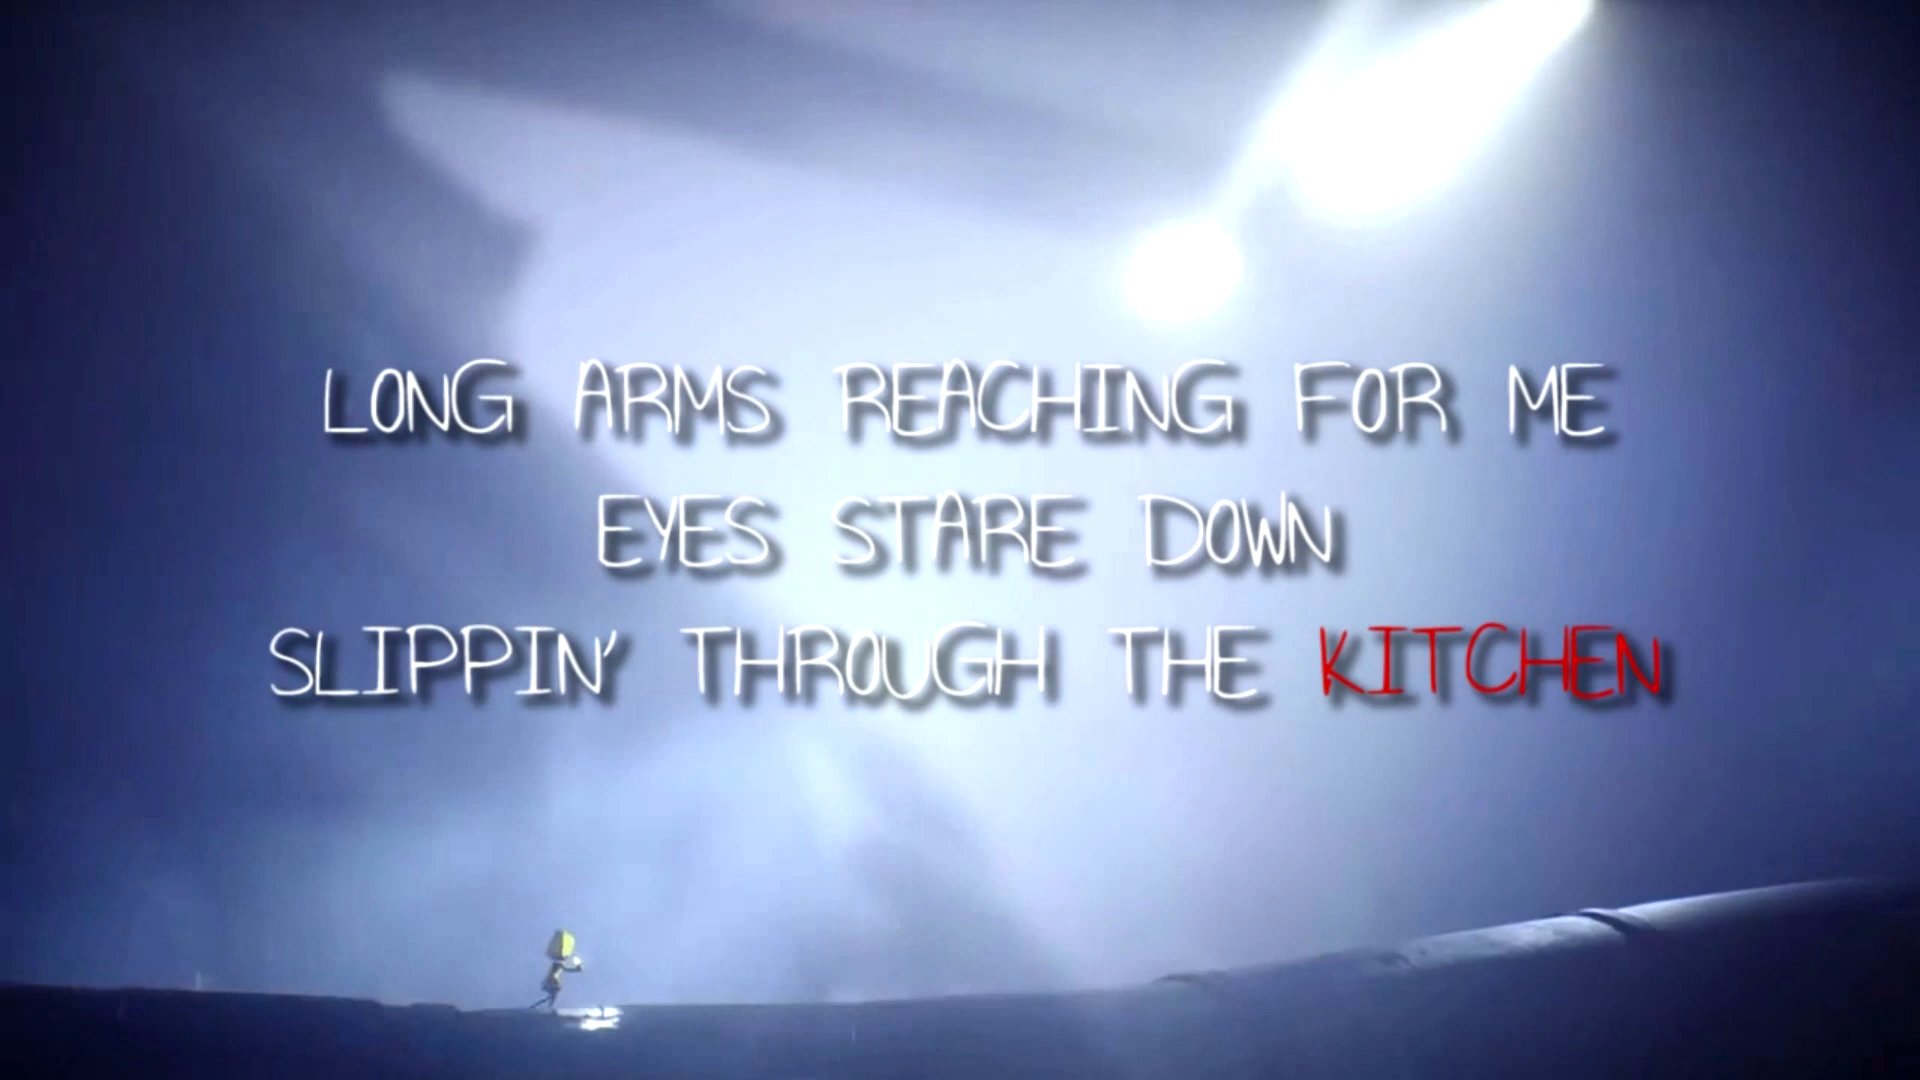 LONG ARMS REACHING FOR ME
EYES STARE DOWN
SLIPPIN' THROUGH THE KITCHEN